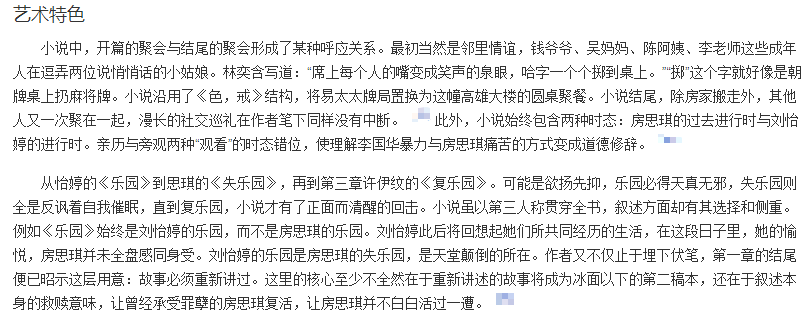 艺术特色
小说中，开篇的聚会与结尾的聚会形成了某种呼应关系。最初当然是邻里情谊，钱爷爷、吴妈妈、陈阿姨、李老师这些成年
人在逗弄两位说悄悄话的小姑娘。林奕含写道：“席上每个人的嘴变成笑声的泉眼，哈字一个个掷到桌上。”“掷”这个字就好像是朝
牌桌上扔麻将牌。小说沿用了《色，戒》结构，将易太太牌局置换为这幢高雄大楼的圆桌聚餐。小说结尾，除房家搬走外，其他
人又一次聚在一起，漫长的社交巡礼在作者笔下同样没有中断。 此外，小说始终包含两种时态：房思琪的过去进行时与刘怡
婷的进行时。亲历与旁观两种“观看”的时态错位，使理解李国华暴力与房思琪痛苦的方式变成道德修辞。
从怡婷的《乐园》到思琪的《失乐园》，再到第三章许伊纹的《复乐园》。可能是欲扬先抑，乐园必得天真无邪，失乐园则
全是反讽着自我催眠，直到复乐园，小说才有了正面而清醒的回击。小说虽以第三人称贯穿全书，叙述方面却有其选择和侧重。
例如《乐园》始终是刘怡婷的乐园，而不是房思琪的乐园。刘怡婷此后将回想起她们所共同经历的生活，在这段日子里，她的愉
悦，房思琪并未全盘感同身受。刘怡婷的乐园是房思琪的失乐园，是天堂颠倒的所在。作者又不仅止于埋下伏笔，第一章的结尾
便已昭示这层用意：故事必须重新讲过。这里的核心至少不全然在于重新讲述的故事将成为冰面以下的第二稿本，还在于叙述本
身的救赎意味，让曾经承受罪孽的房思琪复活，让房思琪并不白白活过一遭。